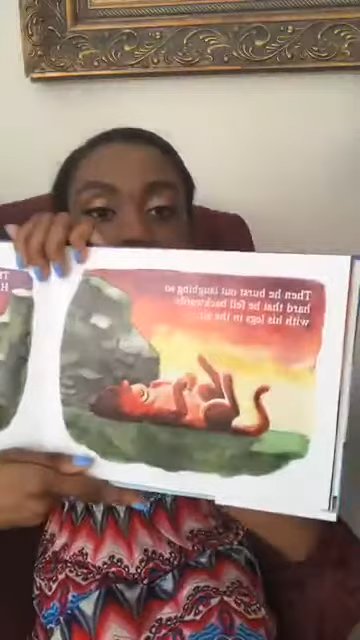 Then he burst out laughing so
hard that he fell backwards
with his legs in the air.